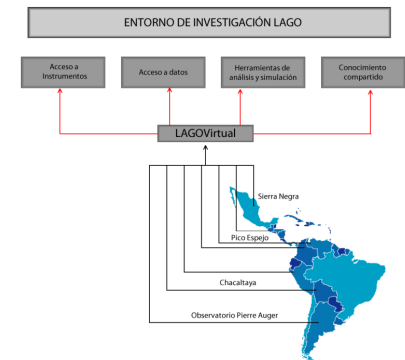 ENTORNO DE INVESTIGACIÓN LAGO
Acceso a
Instrumentos
Acceso a datos
Herramientas de
análisis y simulación
Conocimiento
compartido
LAGOVirtual
Sierra Negra
Pico Espejo
Chacaltaya
Observatorio Pierre Auger